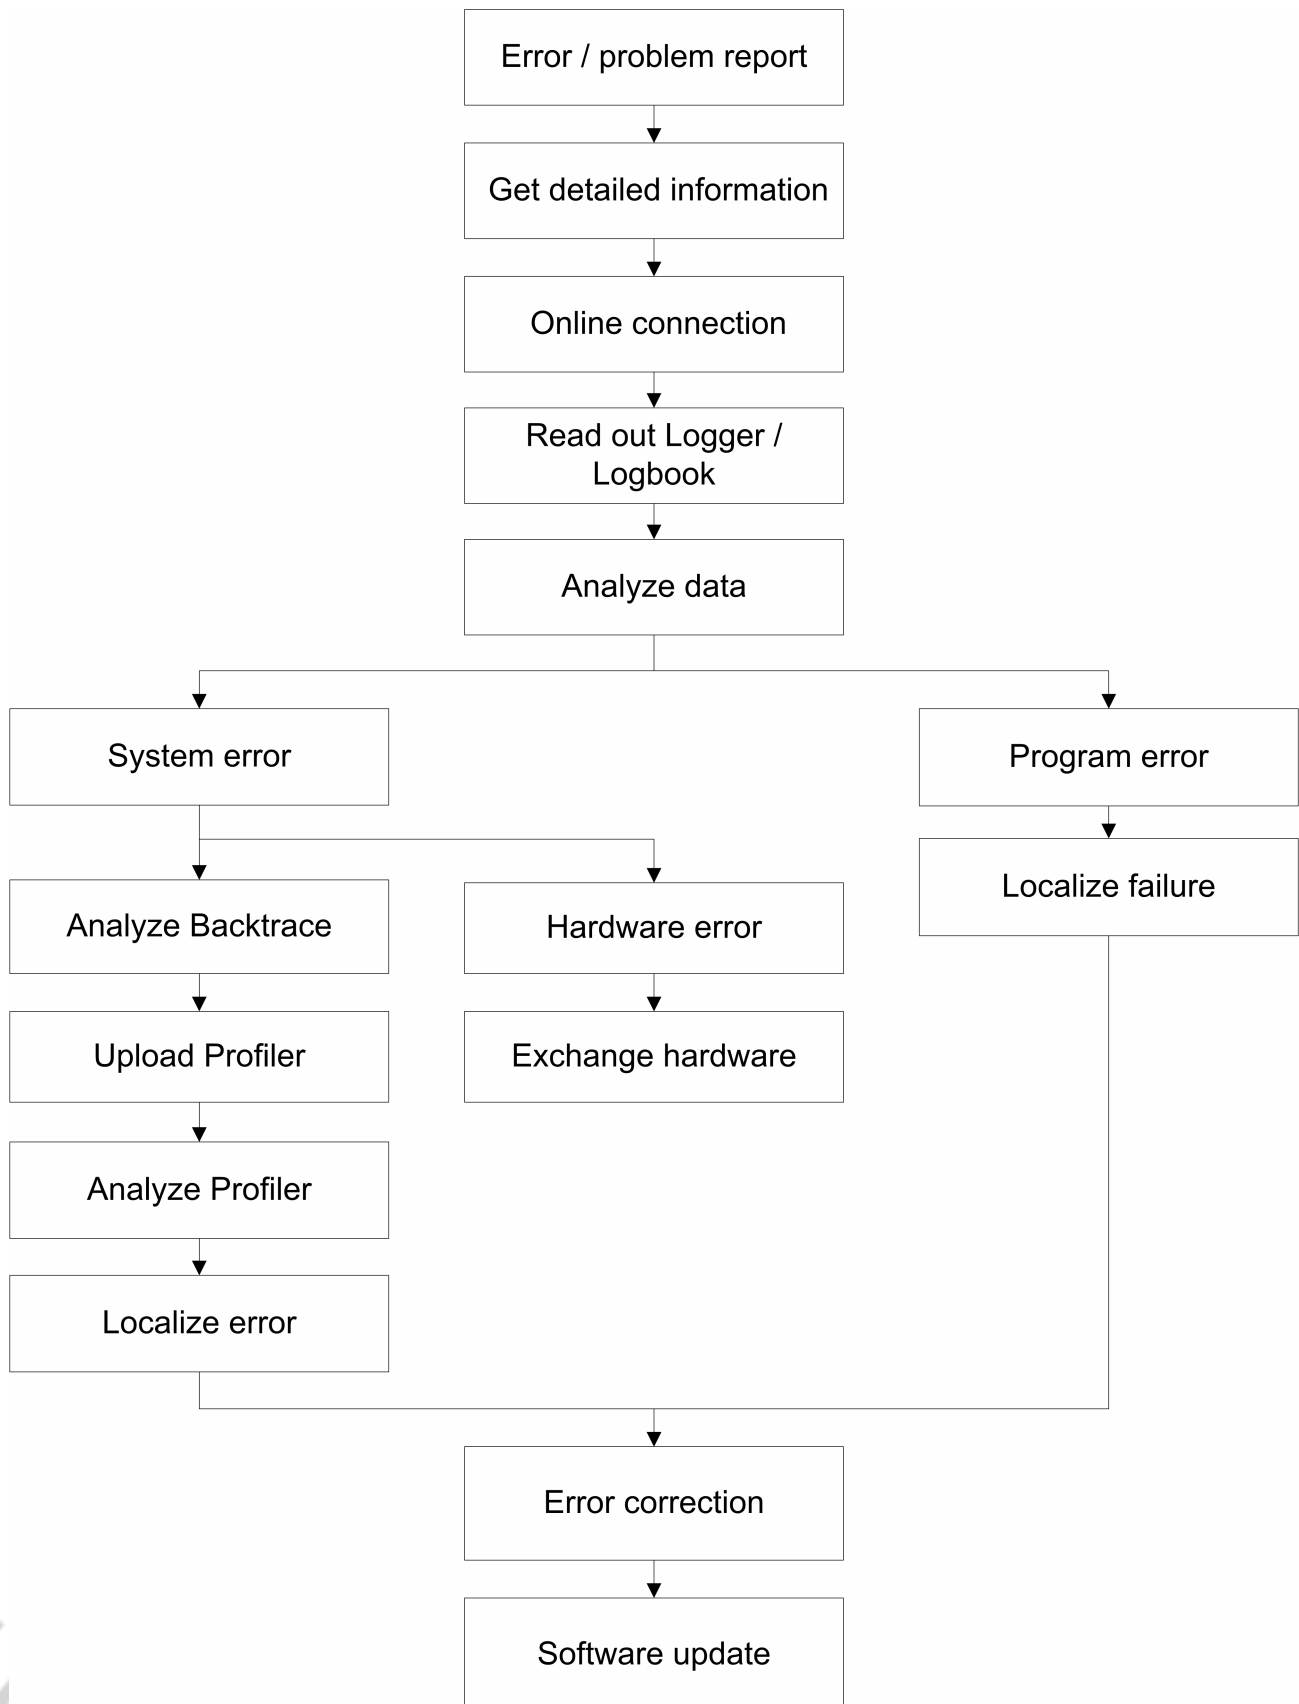 Error / problem report
Get detailed information
Online connection
Read out Logger /
Logbook
Analyze data
System error
Program error
Analyze Backtrace
Hardware error
Localize failure
Upload Profiler
Exchange hardware
Analyze Profiler
Localize error
Error correction
Software update